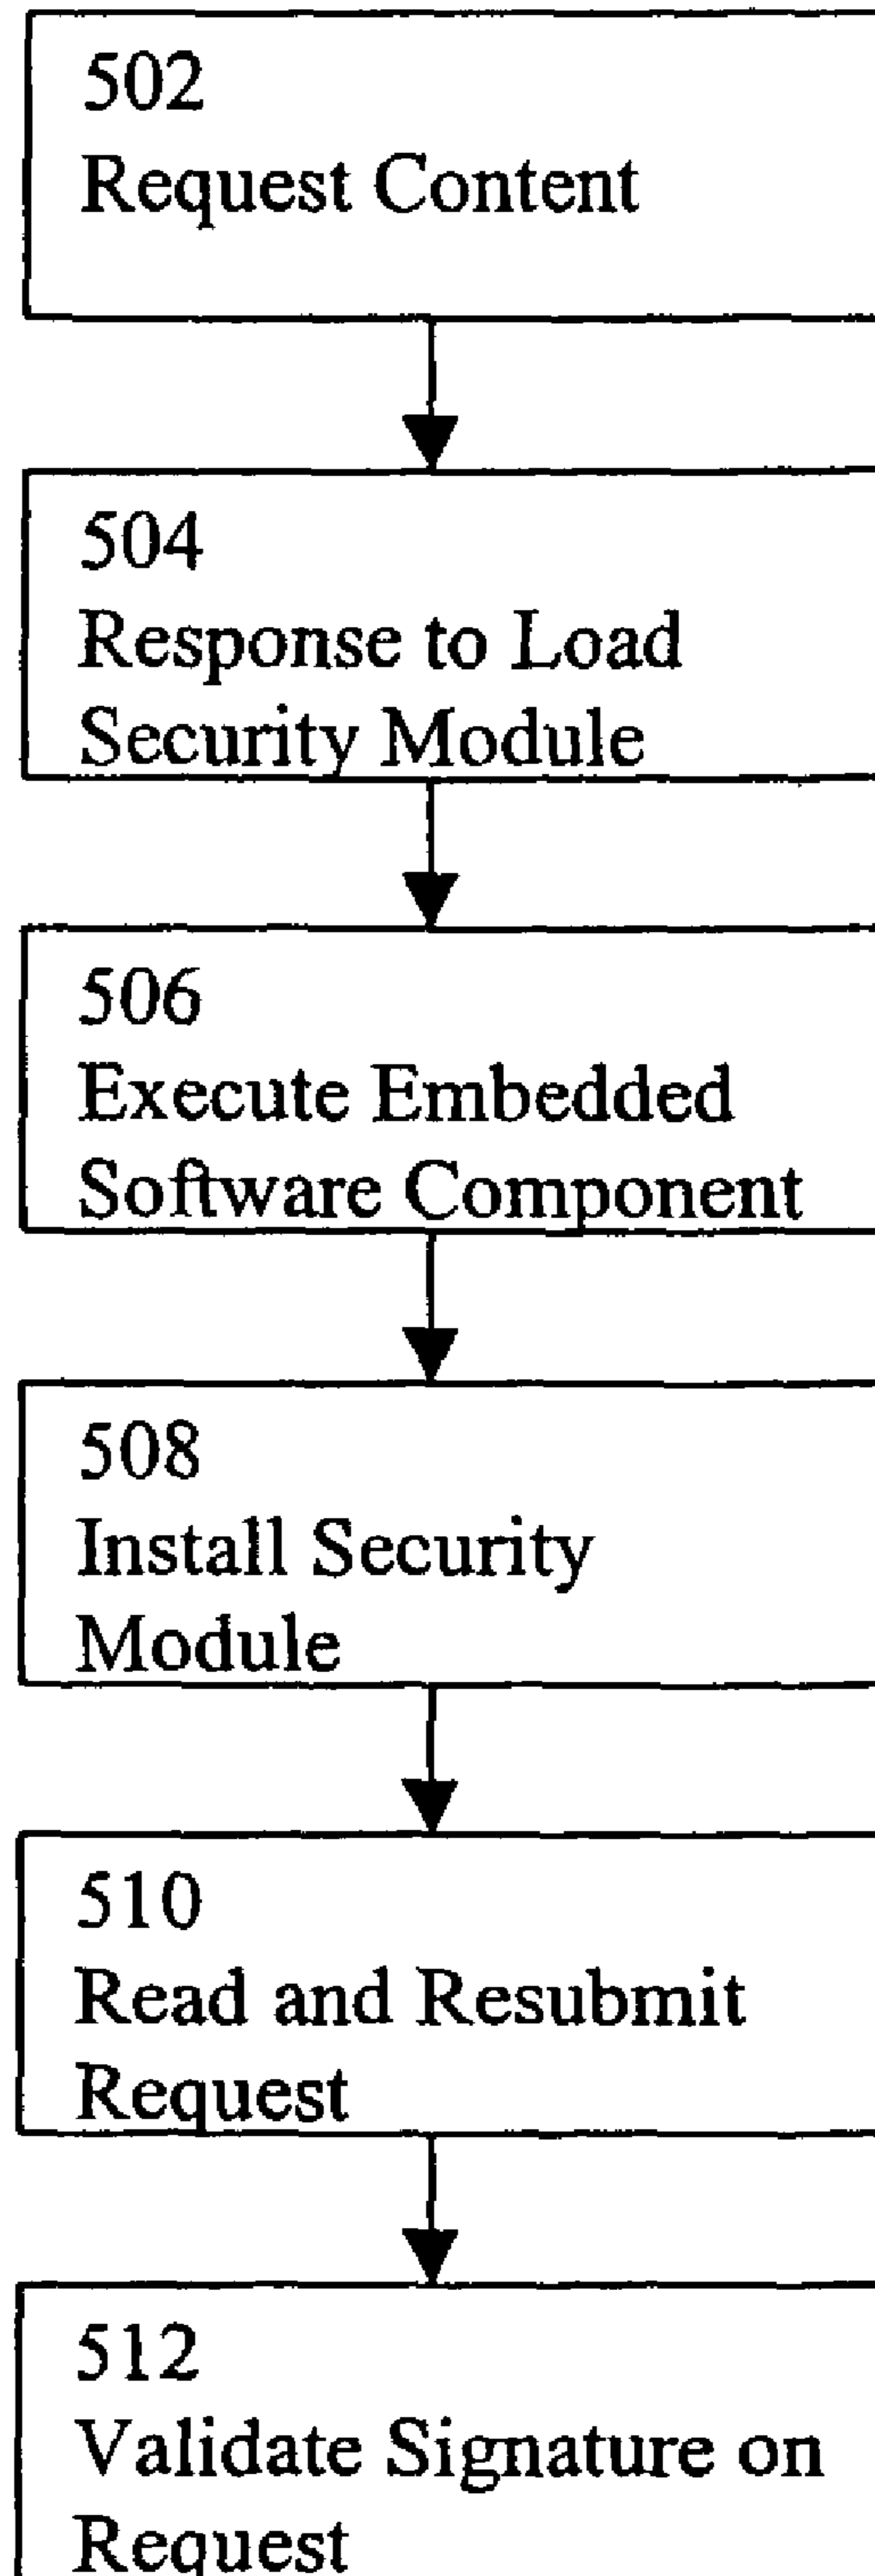 502
Request Content
504
Response to Load
Security Module
506
Execute Embedded
Software Component
508
Install Security
Module
510
Read and Resubmit
Request
512
Validate Signature on
Request